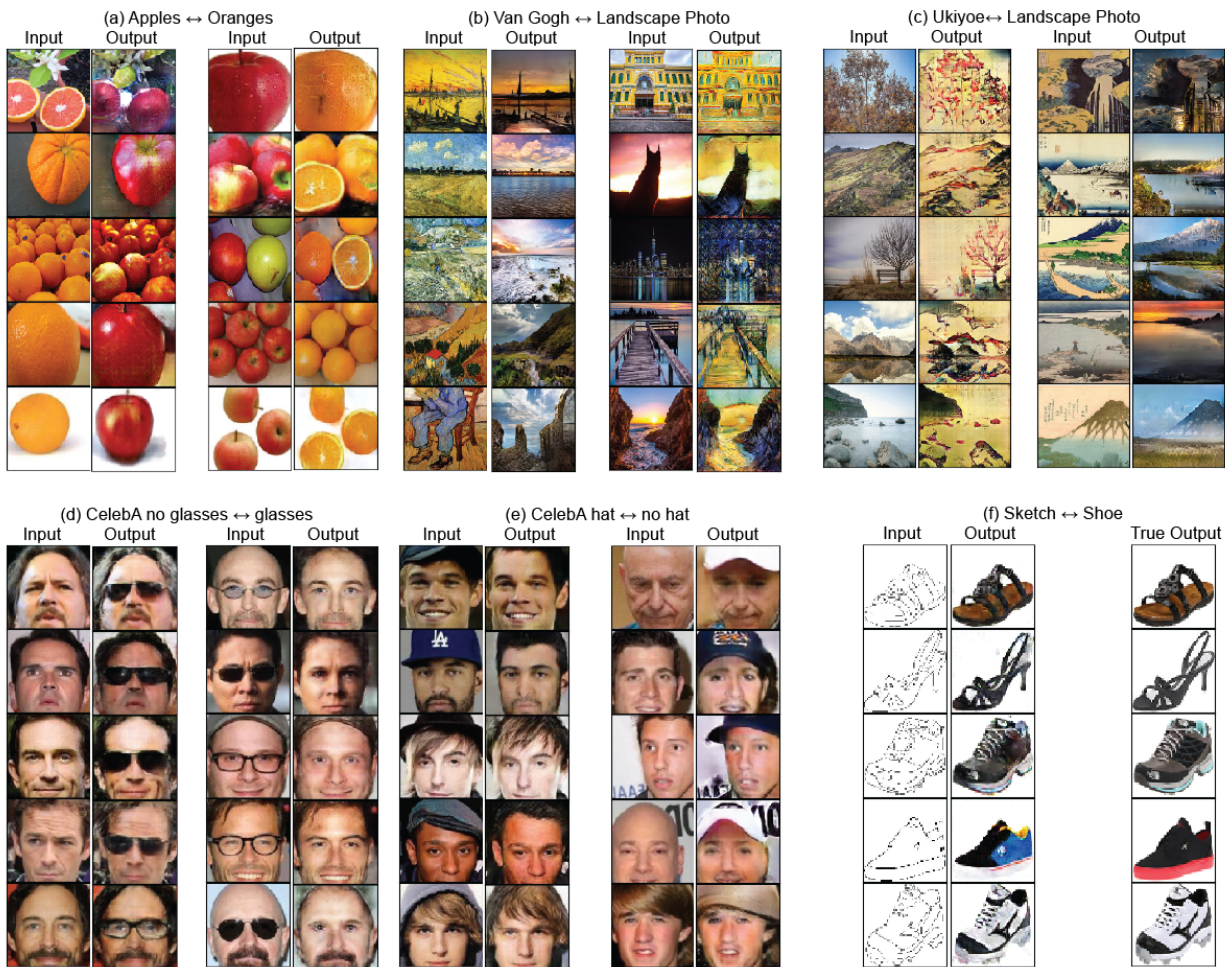 (a) Apples ↔ Oranges
Input Output Input Output
(b) Van Gogh ↔ Landscape Photo
Input Output Input Output
(c) Ukiyoe↔ Landscape Photo
Input Output Input Output
(d) CelebA no glasses ↔ glasses
Input Output Input Output
(e) CelebA hat ↔ no hat
Input Output Input Output
LA
(f) Sketch ↔ Shoe
Input Output True Output